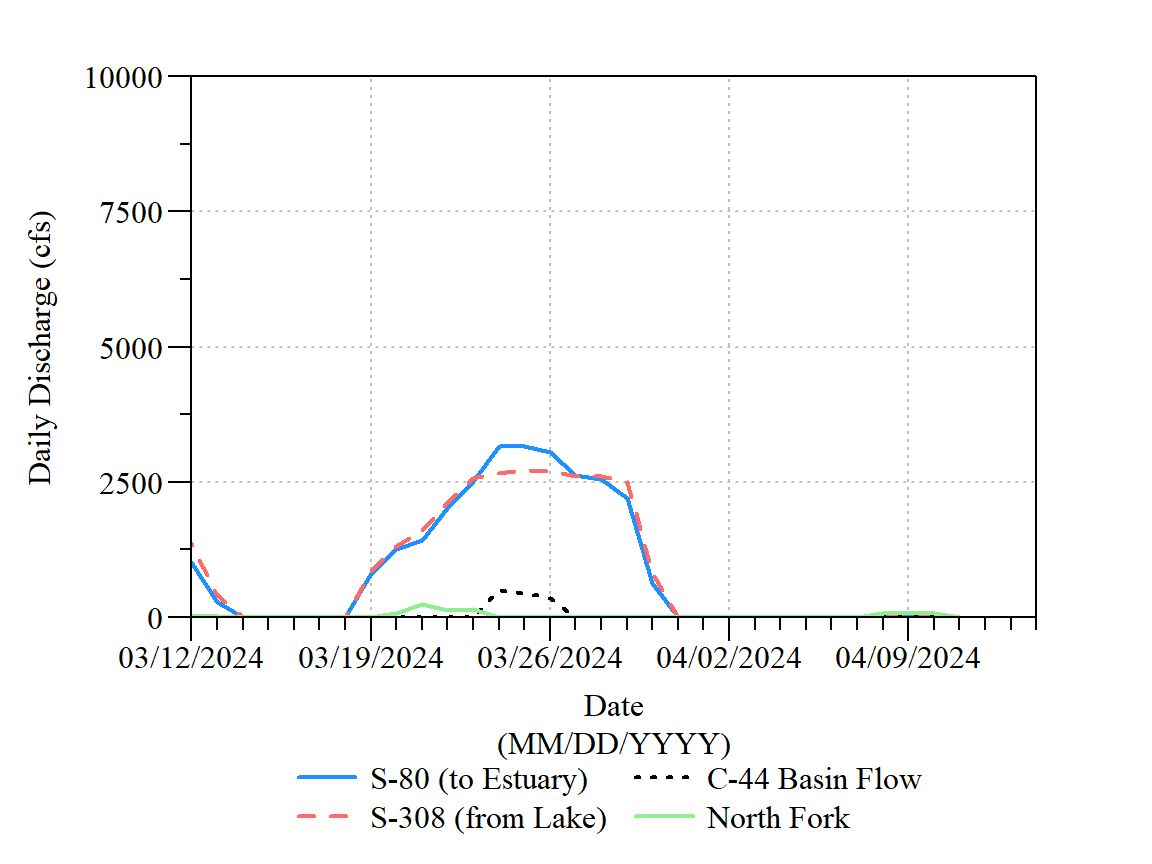 10000
7500
5000
2500
0
Daily Discharge (cfs)
03/12/2024 03/19/2024 03/26/2024 04/02/2024 04/09/2024
Date
(MM/DD/YYYY)
S-80 (to Estuary) C-44 Basin Flow
S-308 (from Lake) North Fork